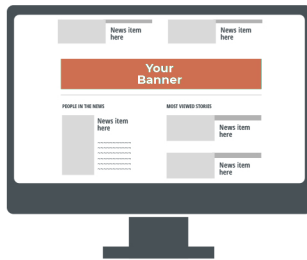 News item
here
News item
here
Your
Banner
PEOPLE IN THE NEWS
News item
here
MOST VIEWED STORIES
News item
here
News item
here